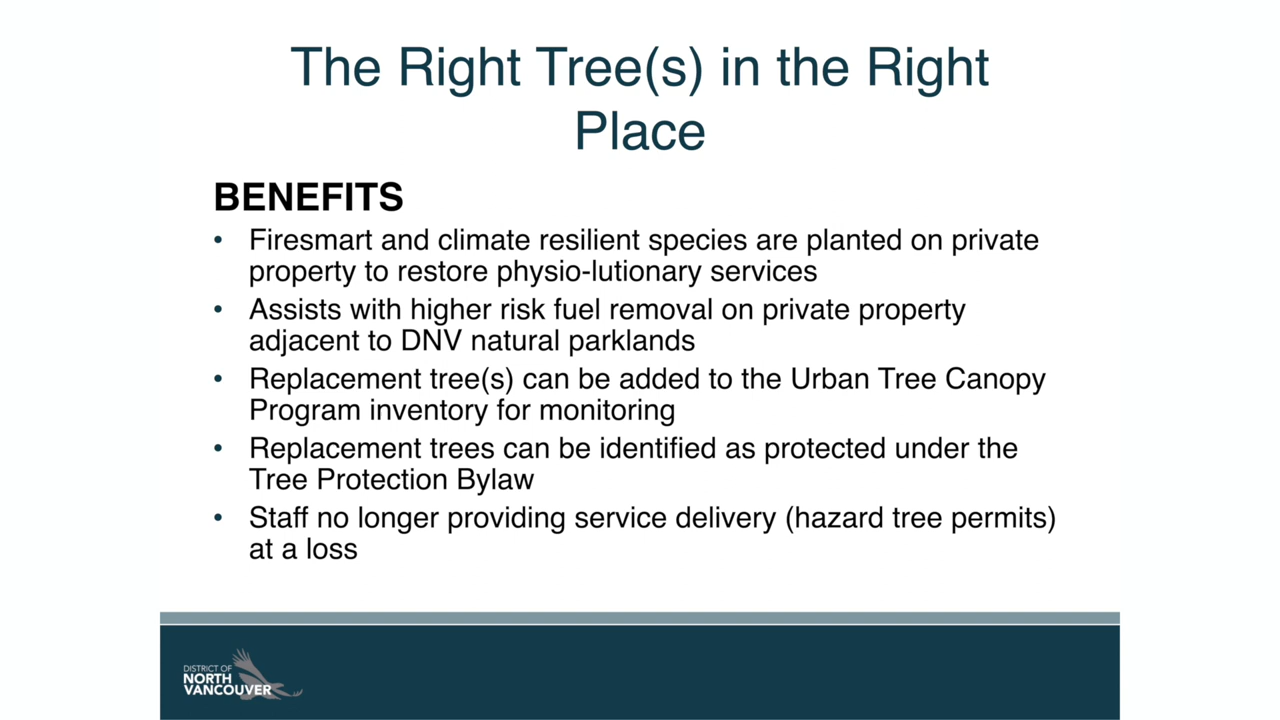 The Right Tree(s) in the Right
Place
BENEFITS
• Firesmart and climate resilient species are planted on private
property to restore physio-lutionary services
• Assists with higher risk fuel removal on private property
adjacent to DNV natural parklands
• Replacement tree(s) can be added to the Urban Tree Canopy
Program inventory for monitoring
• Replacement trees can be identified as protected under the
Tree Protection Bylaw
• Staff no longer providing service delivery (hazard tree permits)
at a loss
DISTRICT OF
NORTH
VANCOUVER